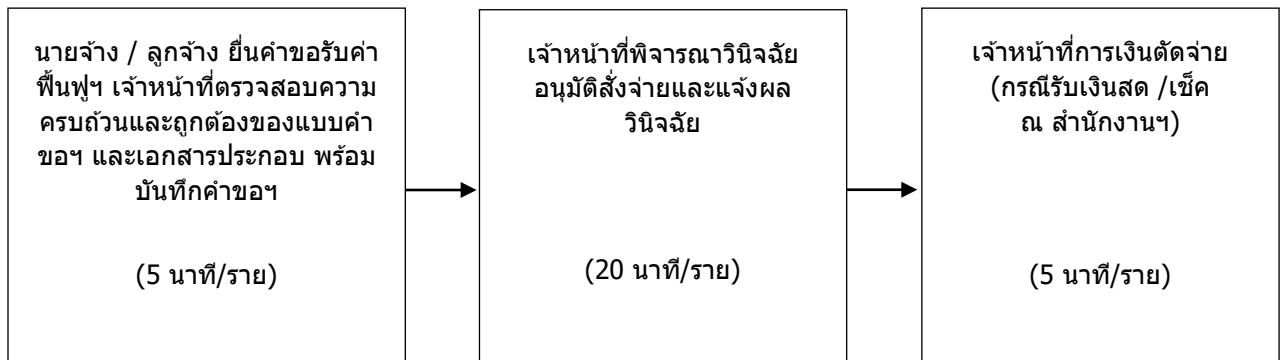 นายจ้าง / ลูกจ้าง ยื่นคำขอรับค่า
ฟื้นฟูฯ เจ้าหน้าที่ตรวจสอบความ
ครบถ้วนและถูกต้องของแบบคำ
ขอฯ และเอกสารประกอบ พร้อม
บันทึกคำขอฯ
(5 นาที/ราย)
เจ้าหน้าที่พิจารณาวินิจฉัย
อนุมัติสั่งจ่ายและแจ้งผล
วินิจฉัย
(20 นาที/ราย)
เจ้าหน้าที่การเงินตัดจ่าย
(กรณีรับเงินสด /เช็ค
ณ สำนักงานฯ)
(5 นาที/ราย)